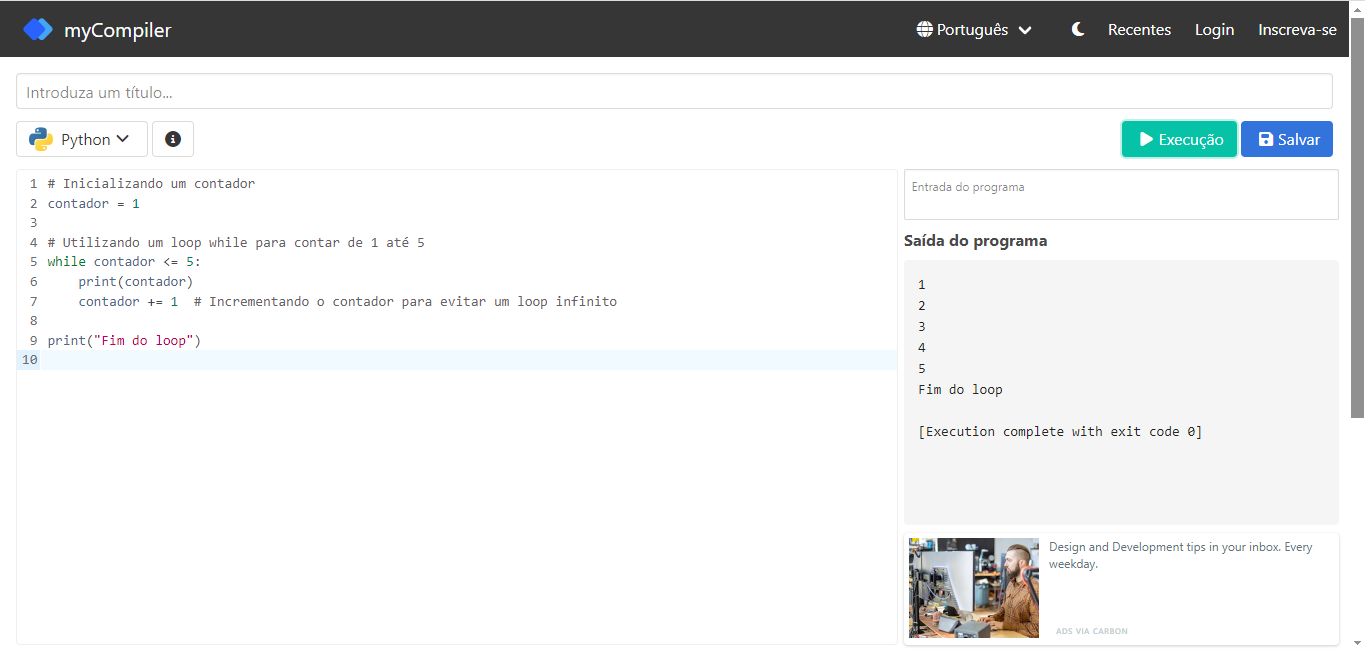 myCompiler
Português
Recentes
Login
Inscreva-se
Introduza um título...
Python
Execução
Salvar
1 # Inicializando um contador
2 contador = 1
3
4 # Utilizando um loop while para contar de 1 até 5
5 while contador <= 5:
6     print(contador)
7     contador += 1  # Incrementando o contador para evitar um loop infinito
8
9 print("Fim do loop")
10
Entrada do programa
Saída do programa
1
2
3
4
5
Fim do loop
[Execution complete with exit code 0]
Design and Development tips in your inbox. Every
weekday.
ADS VIA CARBON